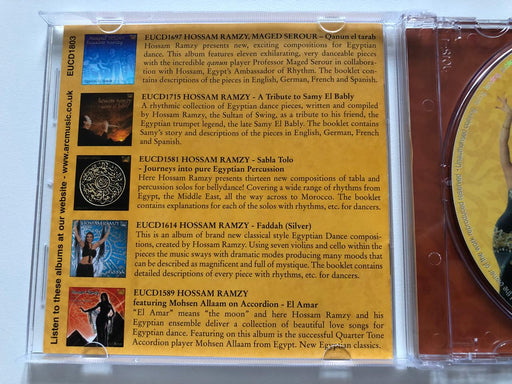 EUCD1803
Listen to these albums at our website - www.arcmusic.co.uk
EUCD1697 HOSSAM RAMZY, MAGED SEROUR – Qanun el tarab
Hossam Ramzy presents new, exciting compositions for Egyptian
dance. This album features eleven exhilarating, very danceable pieces with
the incredible qanun player Professor Maged Serour in collabora-
tion with Hossam, Egypt's Ambassador of Rhythm. The booklet con-
tains descriptions of the pieces in English, German, French and Spanish.
EUCD1715 HOSSAM RAMZY - A Tribute to Samy El Bably
A rhythmic collection of Egyptian dance pieces, written and compiled
by Hossam Ramzy, the Sultan of Swing, as a tribute to his friend, the
Egyptian trumpet legend, the late Samy El Bably. The booklet contains
Samy's story and descriptions of the pieces in English, German, French
and Spanish.
EUCD1581 HOSSAM RAMZY – Sabla Tolo
- Journeys into pure Egyptian Percussion
Here Hossam Ramzy presents thirteen new compositions of tabla and
percussion solos for bellydance! Covering a wide range of rhythms from
Egypt, the Middle East, all the way across to Morocco. The booklet
contains explanations for each of the solos with rhythms, etc. for dancers.
EUCD1614 HOSSAM RAMZY - Faddah (Silver)
This is an album of brand new classical style Egyptian Dance composi-
tions, created by Hossam Ramzy. Using seven violins and cello within the
pieces the music sways with dramatic modes producing many moods that
can be described as magnificent and full of mystique. The booklet contains
detailed descriptions of every piece with rhythms, etc. for dancers.
EUCD1589 HOSSAM RAMZY
featuring Mohsen Allaam on Accordion - El Amar
"El Amar" means "the moon" and here Hossam Ramzy and his
Egyptian ensemble deliver a collection of beautiful love songs for
Egyptian dance. Featuring on this album is the successful Quarter Tone
Accordion player Mohsen Allaam from Egypt. New Egyptian classics.